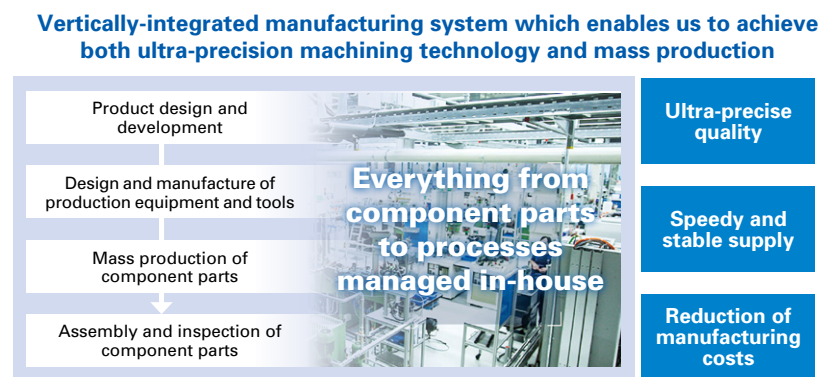 Vertically-integrated manufacturing system which enables us to achieve
both ultra-precision machining technology and mass production
Product design and
development
Design and manufacture of
production equipment and tools
Mass production of
component parts
Assembly and inspection of
component parts
Everything from
component parts
to processes
managed in-house
Ultra-precise
quality
Speedy and
stable supply
Reduction of
manufacturing
costs